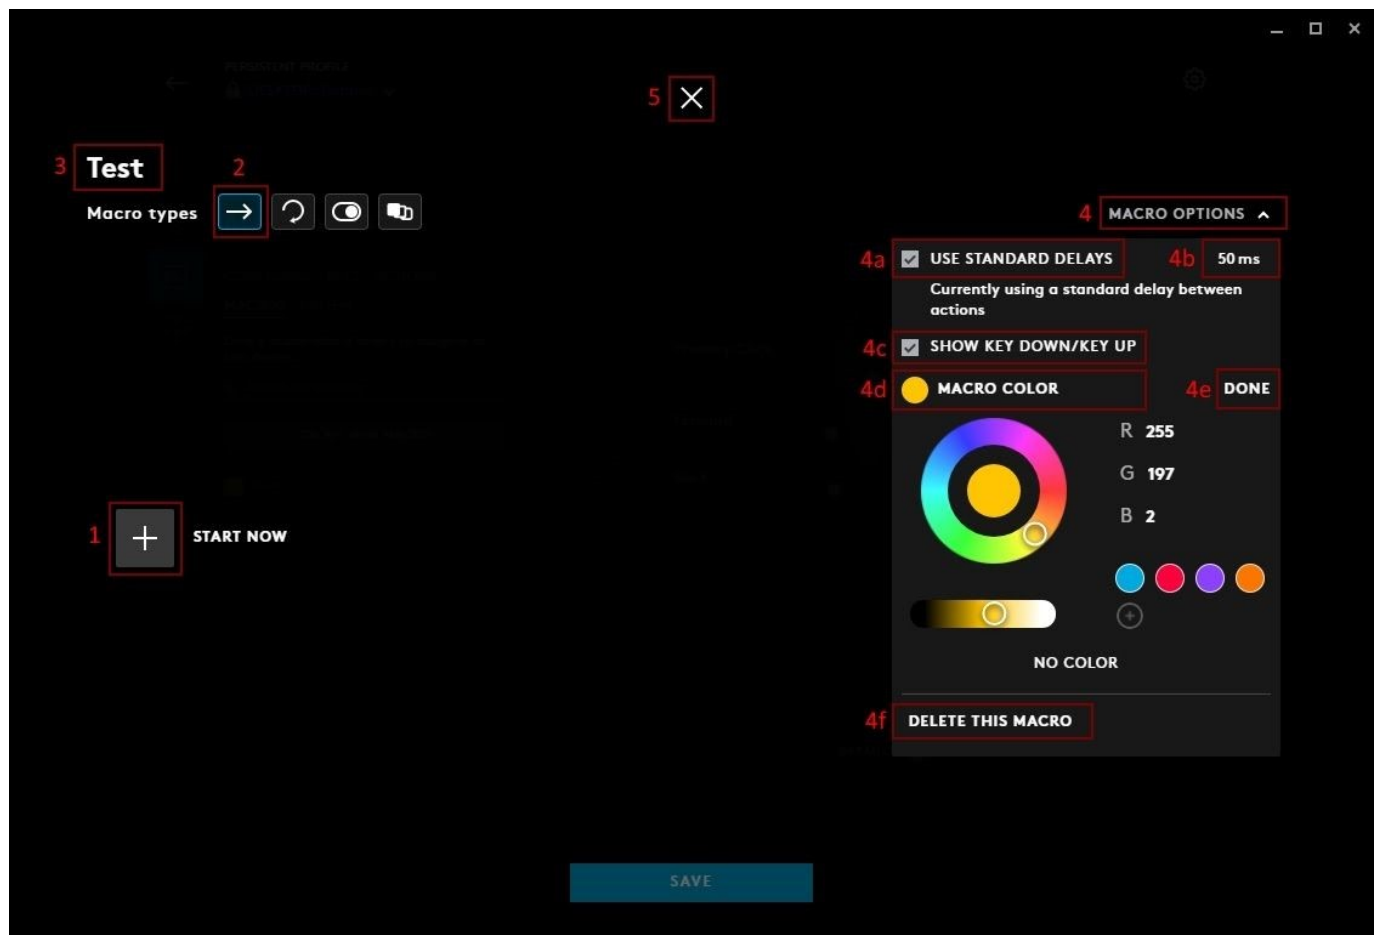 PERSISTENT PROFILE
5
3 Test
2
Macro types
4 MACRO OPTIONS
4a USE STANDARD DELAYS 4b 50 ms
Currently using a standard delay between
actions
4c SHOW KEY DOWN/KEY UP
4d MACRO COLOR 4e DONE
R 255
G 197
B 2
1 START NOW
NO COLOR
4f DELETE THIS MACRO
SAVE